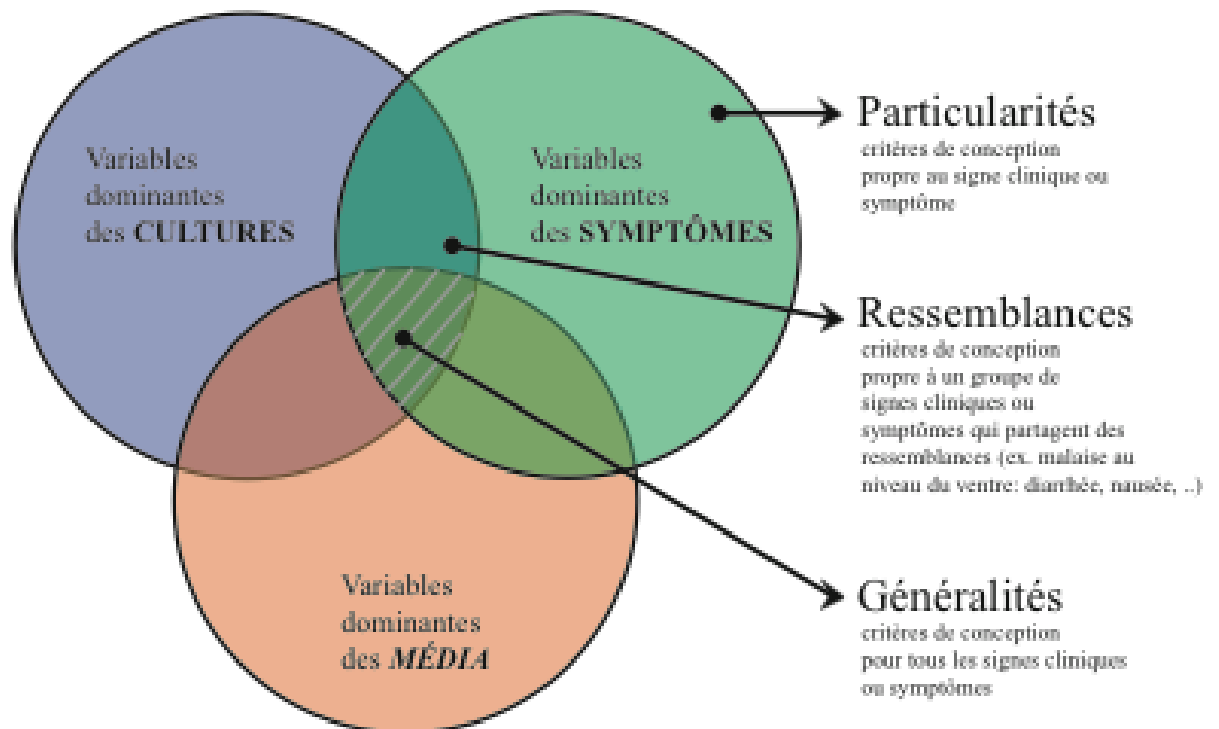 Variables
dominantes
des CULTURES
Variables
dominantes
des SYMPTÔMES
Variables
dominantes
des MÉDIA
Particularités
critères de conception
propre au signe clinique ou
symptôme
Ressemblances
critères de conception
propre à un groupe de
signes cliniques ou
symptômes qui partagent des
ressemblances (ex. malaise au
niveau du ventre: diarrhée, nausée, ..)
Généralités
critères de conception
pour tous les signes cliniques
ou symptômes